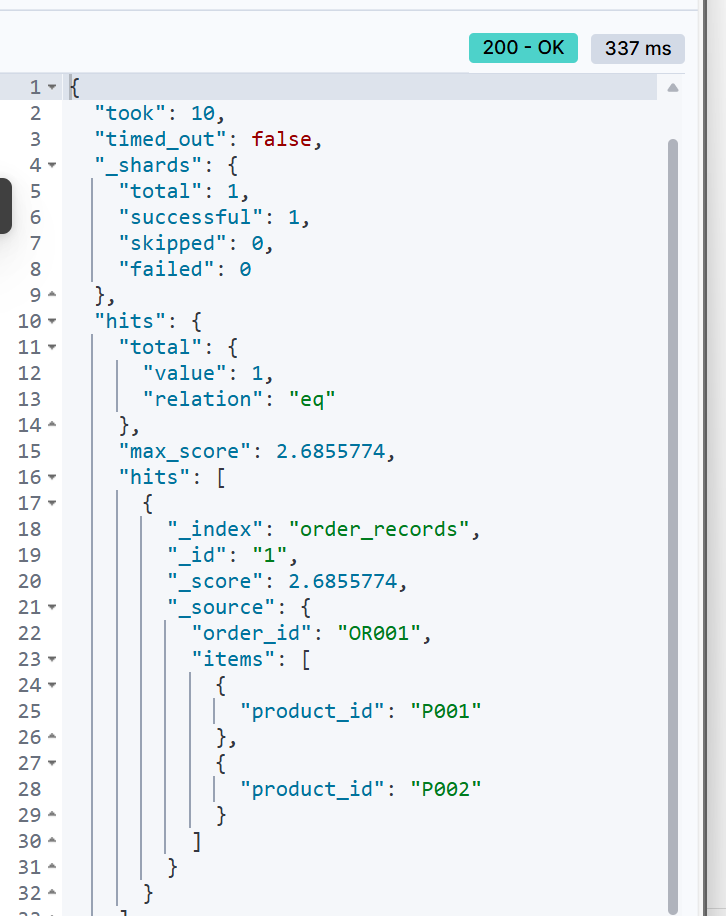 200 - OK 337 ms
1 {
2 "took": 10,
3 "timed_out": false,
4 "_shards": {
5 "total": 1,
6 "successful": 1,
7 "skipped": 0,
8 "failed": 0
9 },
10 "hits": {
11 "total": {
12 "value": 1,
13 "relation": "eq"
14 },
15 "max_score": 2.6855774,
16 "hits": [
17 {
18 "_index": "order_records",
19 "_id": "1",
20 "_score": 2.6855774,
21 "_source": {
22 "order_id": "OR001",
23 "items": [
24 {
25 "product_id": "P001"
26 },
27 {
28 "product_id": "P002"
29 }
30 ]
31 }
32 }